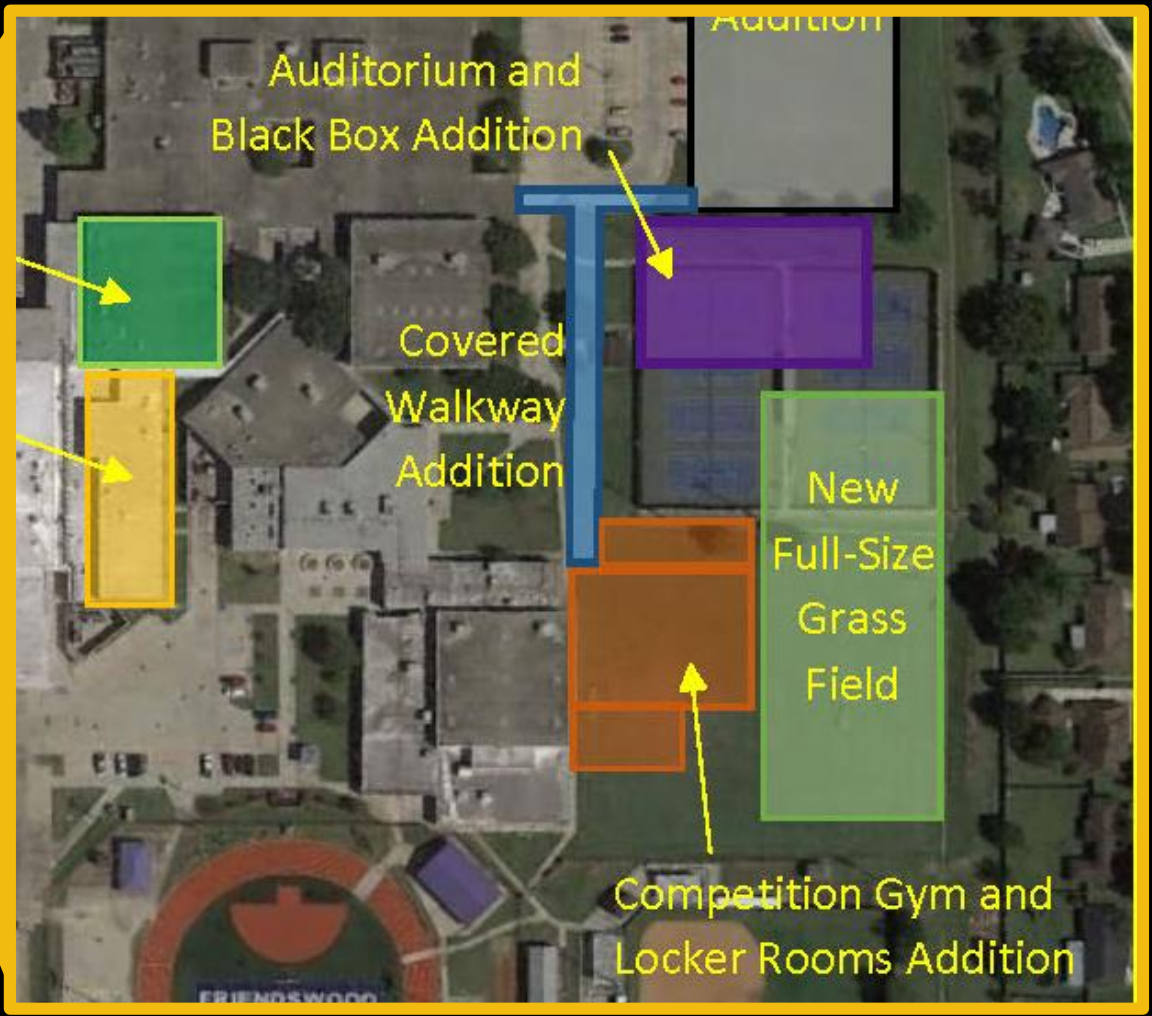 Addition
Auditorium and
Black Box Addition
Covered
Walkway
Addition
New
Full-Size
Grass
Field
Competition Gym and
Locker Rooms Addition
FRIENDSWOOD